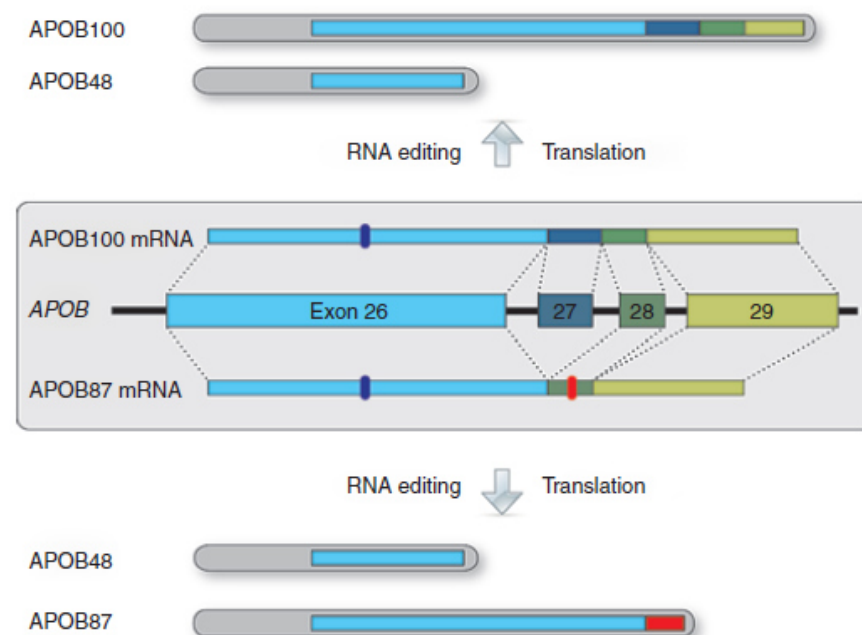 APOB100
APOB48
RNA editing Translation
APOB100 mRNA
APOB Exon 26 27 28 29
APOB87 mRNA
RNA editing Translation
APOB48
APOB87